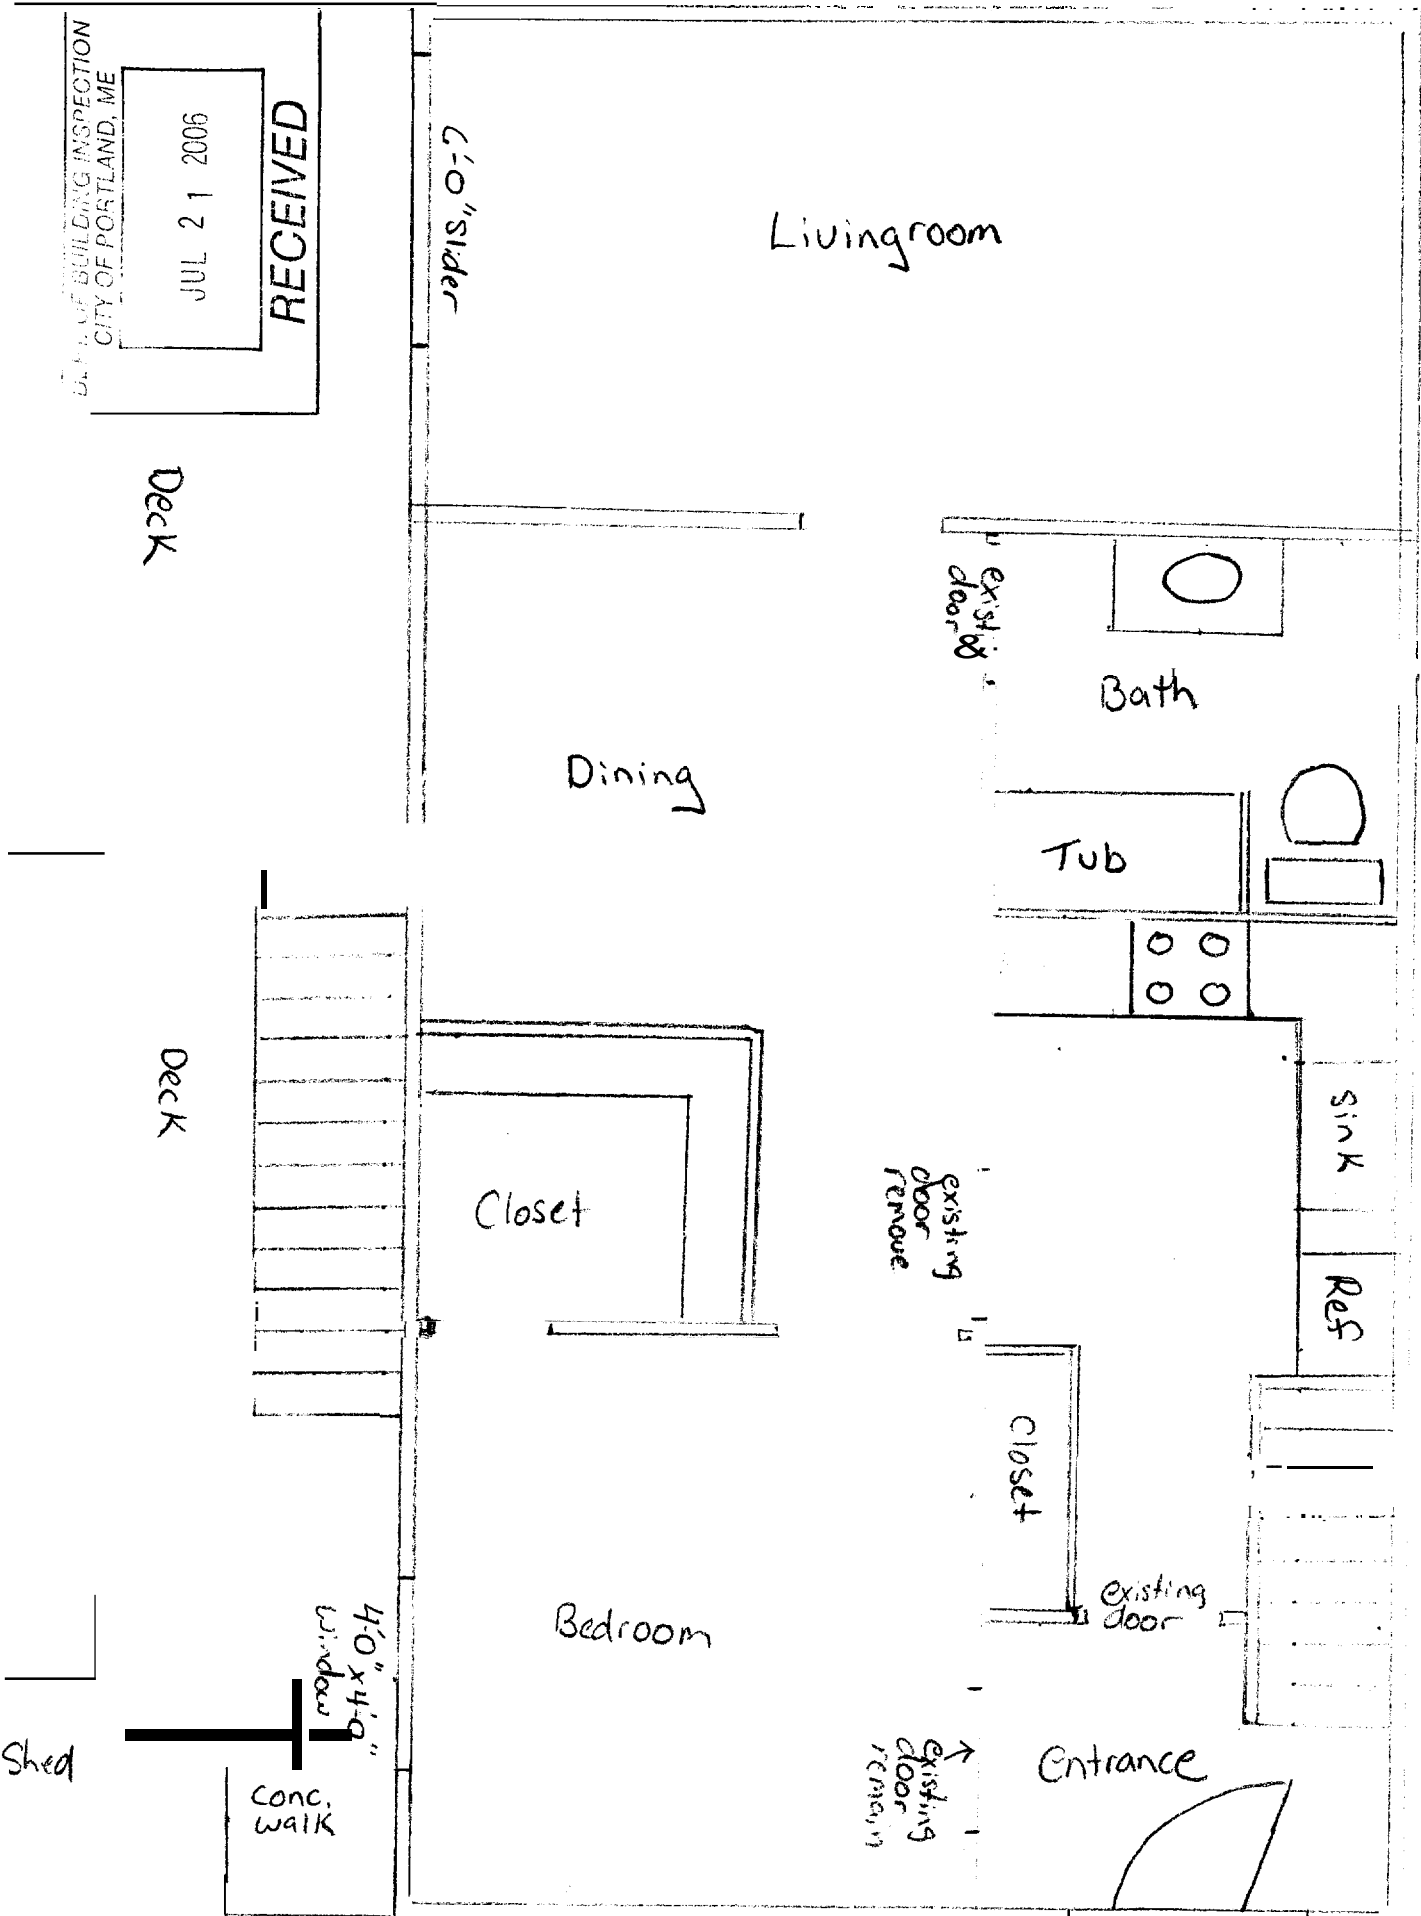 RECEIVED
JUL 21 2006
OF BUILDING INSPECTION
CITY OF PORTLAND, ME
6'-0" slider
Livingroom
Deck
existi
door
Bath
Dining
Tub
Deck
Sink
Closet
existing
door
remove
Ref
Closet
existing
door
Bedroom
4'0" x 4'-0"
window
Shed
conc.
walk
existing
door
remain
Entrance